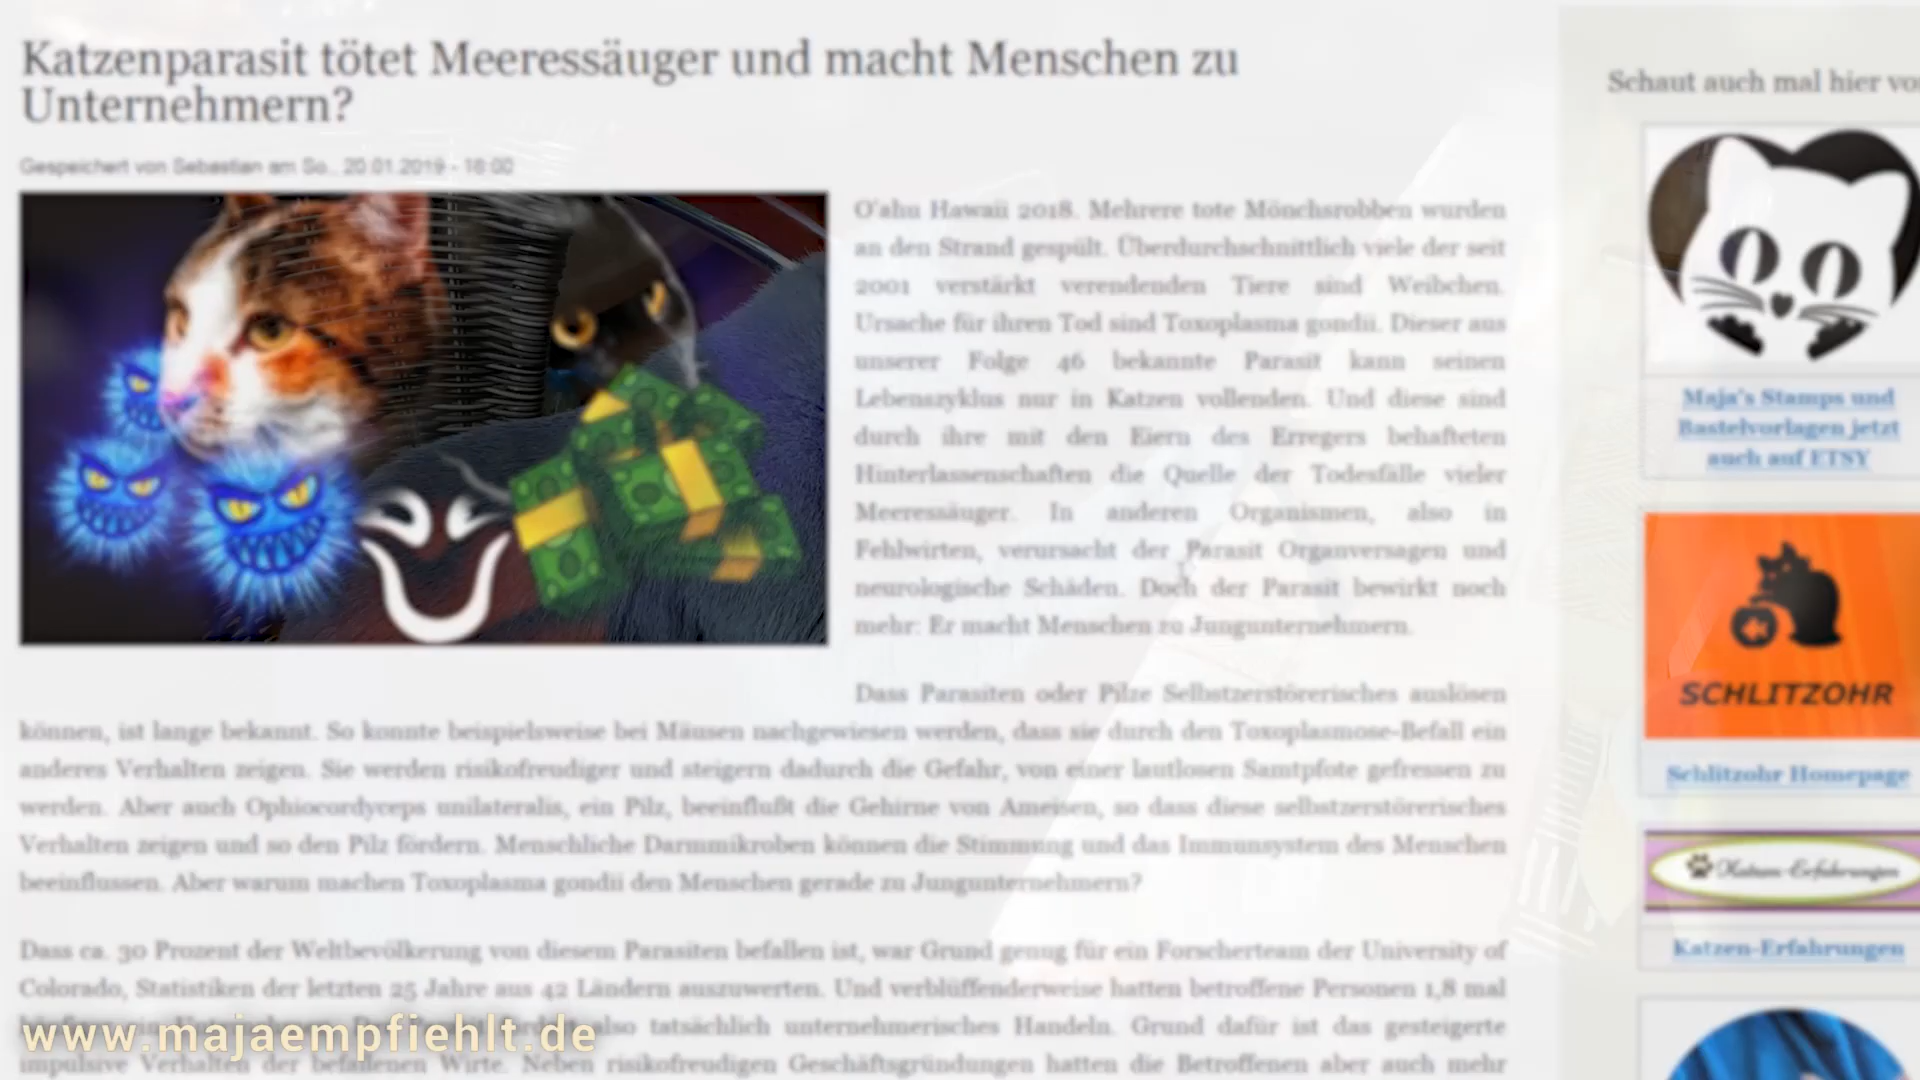 Katzenparasit tötet Meeressäuger und macht Menschen zu
Unternehmern?
Gespeichert von Sebastian am So., 20.01.2019 - 16:00
O'ahu Hawaii 2018. Mehrere tote Mönchsrobben wurden
an den Strand gespült. Überdurchschnittlich viele der seit
2001 verstärkt verendenden Tiere sind Weibchen.
Ursache für ihren Tod sind Toxoplasma gondii. Dieser aus
unserer Folge 46 bekannte Parasit kann seinen
Lebenszyklus nur in Katzen vollenden. Und diese sind
durch ihre mit den Eiern des Erregers behafteten
Hinterlassenschaften die Quelle der Todesfälle vieler
Meeressäuger. In anderen Organismen, also in
Fehlwirten, verursacht der Parasit Organversagen und
neurologische Schäden. Doch der Parasit bewirkt noch
mehr: Er macht Menschen zu Jungunternehmern.
Dass Parasiten oder Pilze Selbstzerstörerisches auslösen
können, ist lange bekannt. So konnte beispielsweise bei Mäusen nachgewiesen werden, dass sie durch den Toxoplasmose-Befall ein
anderes Verhalten zeigen. Sie werden risikofreudiger und steigern dadurch die Gefahr, von einer lautlosen Samtpfote gefressen zu
werden. Aber auch Ophiocordyceps unilateralis, ein Pilz, beeinflußt die Gehirne von Ameisen, so dass diese selbstzerstörerisches
Verhalten zeigen und so den Pilz fördern. Menschliche Darmmikroben können die Stimmung und das Immunsystem des Menschen
beeinflussen. Aber warum machen Toxoplasma gondii den Menschen gerade zu Jungunternehmern?
Dass ca. 30 Prozent der Weltbevölkerung von diesem Parasiten befallen ist, war Grund genug für ein Forscherteam der University of
Colorado, Statistiken der letzten 25 Jahre aus 42 Ländern auszuwerten. Und verblüffenderweise hatten betroffene Personen 1,8 mal
also tatsächlich unternehmerisches Handeln. Grund dafür ist das gesteigerte
impulsive Verhalten der befallenen Wirte. Neben risikofreudigen Geschäftsgründungen hatten die Betroffenen aber auch mehr
www.majaempfiehlt.de
Schaut auch mal hier
Maja's Stamps und
Bastelvorlagen jetzt
auch auf ETSY
SCHLITZOHR
Schlitzohr Homepage
Katzen-Erfahrungen
Katzen-Erfahrungen